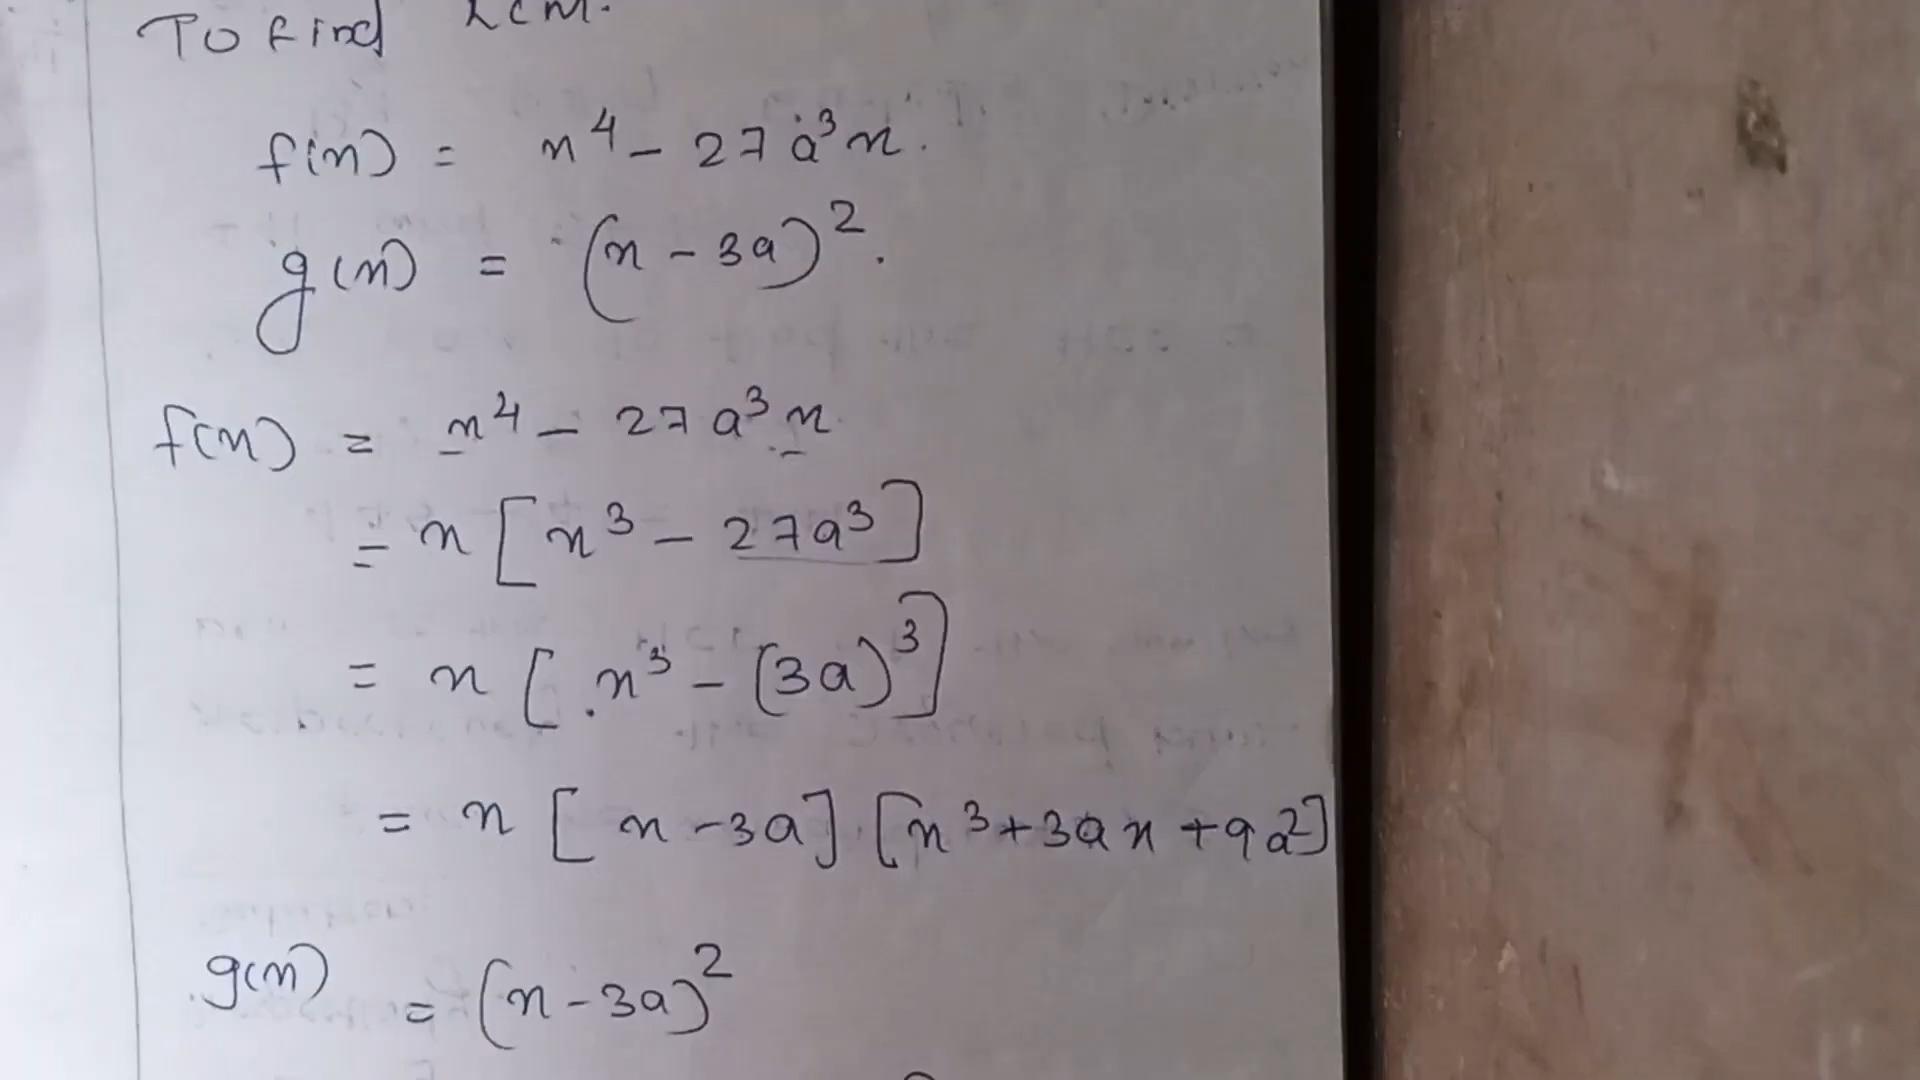 To find LCM.
f(x) = x⁴ - 27a³x.
g(x) = (x - 3a)².
f(x) = x⁴ - 27a³x
= x [x³ - 27a³]
= x [x³ - (3a)³]
= x [x - 3a] [x³ + 3ax + 9a²]
g(x) = (x - 3a)²